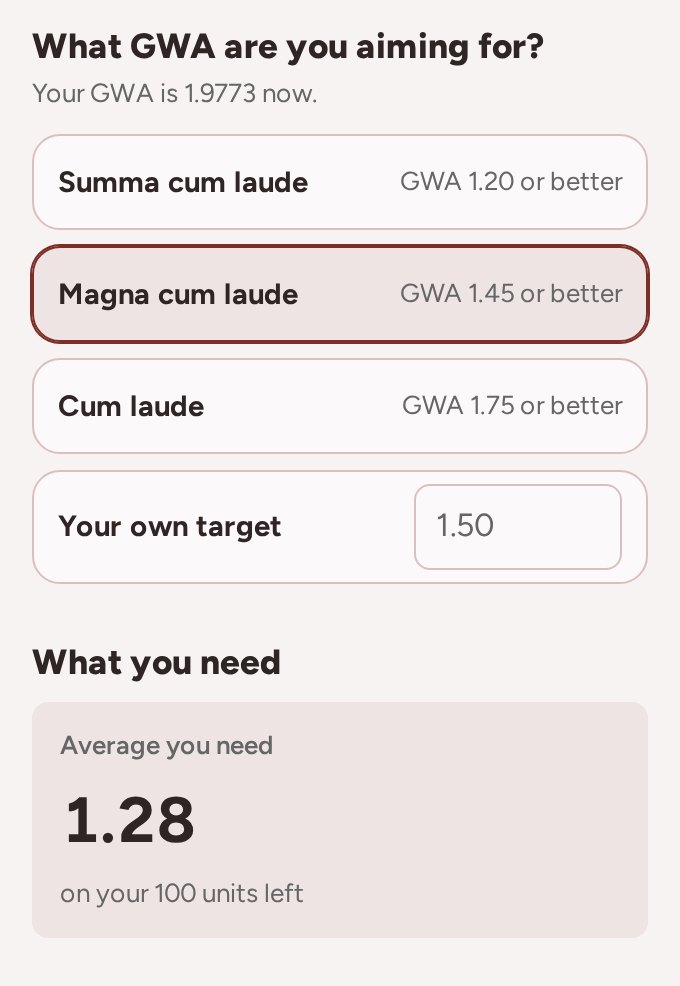 What GWA are you aiming for?
Your GWA is 1.9773 now.
Summa cum laude GWA 1.20 or better
Magna cum laude GWA 1.45 or better
Cum laude GWA 1.75 or better
Your own target 1.50
What you need
Average you need
1.28
on your 100 units left